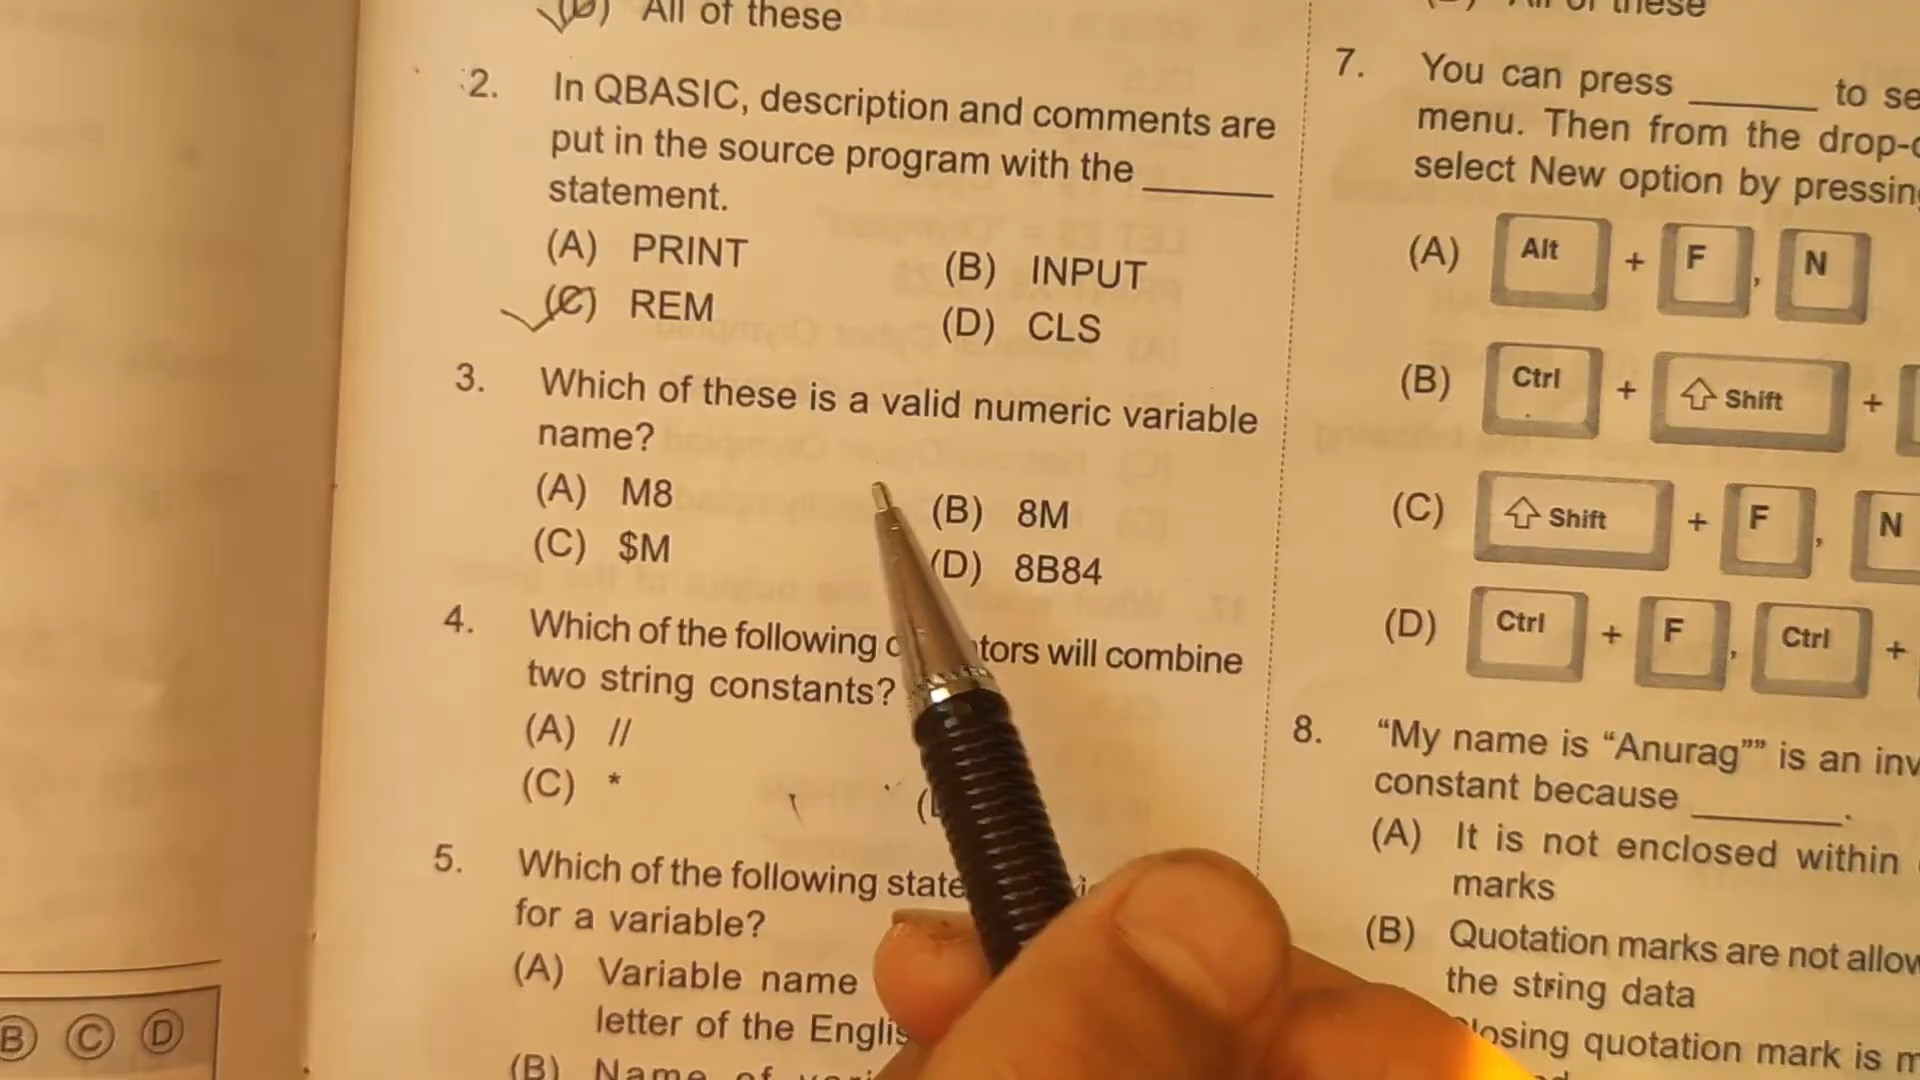 All of these
2. In QBASIC, description and comments are
put in the source program with the ______
statement.
(A) PRINT (B) INPUT
(C) REM (D) CLS
3. Which of these is a valid numeric variable
name?
(A) M8 (B) 8M
(C) $M (D) 8B84
4. Which of the following tors will combine
two string constants?
(A) //
(C) *
5. Which of the following
for a variable?
(A) Variable name
letter of the
(B) Name of
B C D
7. You can press ______ to
menu. Then from the
select New option by
(A) Alt + F , N
(B) Ctrl + Shift +
(C) Shift + F , N
(D) Ctrl + F , Ctrl +
8. “My name is “Anurag”” is an
constant because ______.
(A) It is not enclosed within
marks
(B) Quotation marks are not
the string data
quotation mark is